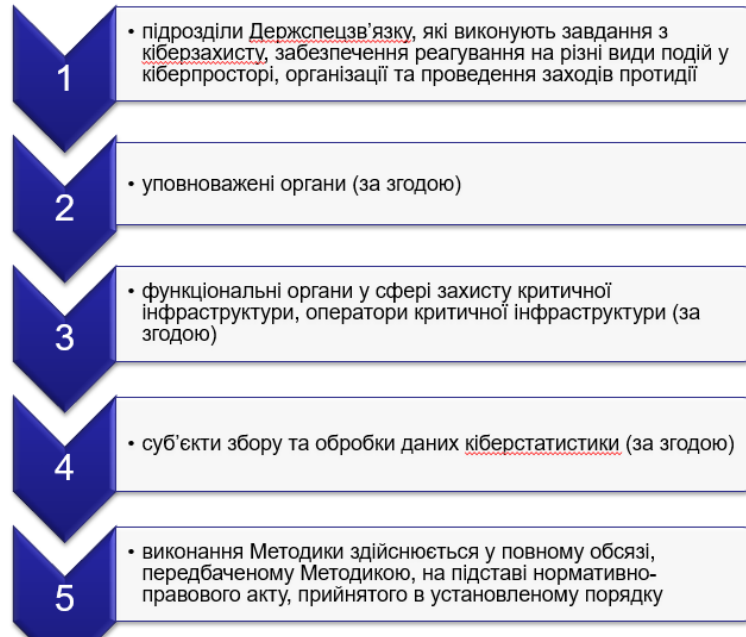 1
• підрозділи Держспецзв’язку, які виконують завдання з
кіберзахисту, забезпечення реагування на різні види подій у
кіберпросторі, організації та проведення заходів протидії
2
• уповноважені органи (за згодою)
3
• функціональні органи у сфері захисту критичної
інфраструктури, оператори критичної інфраструктури (за
згодою)
4
• суб’єкти збору та обробки даних кіберстатистики (за згодою)
5
• виконання Методики здійснюється у повному обсязі,
передбаченому Методикою, на підставі нормативно-
правового акту, прийнятого в установленому порядку